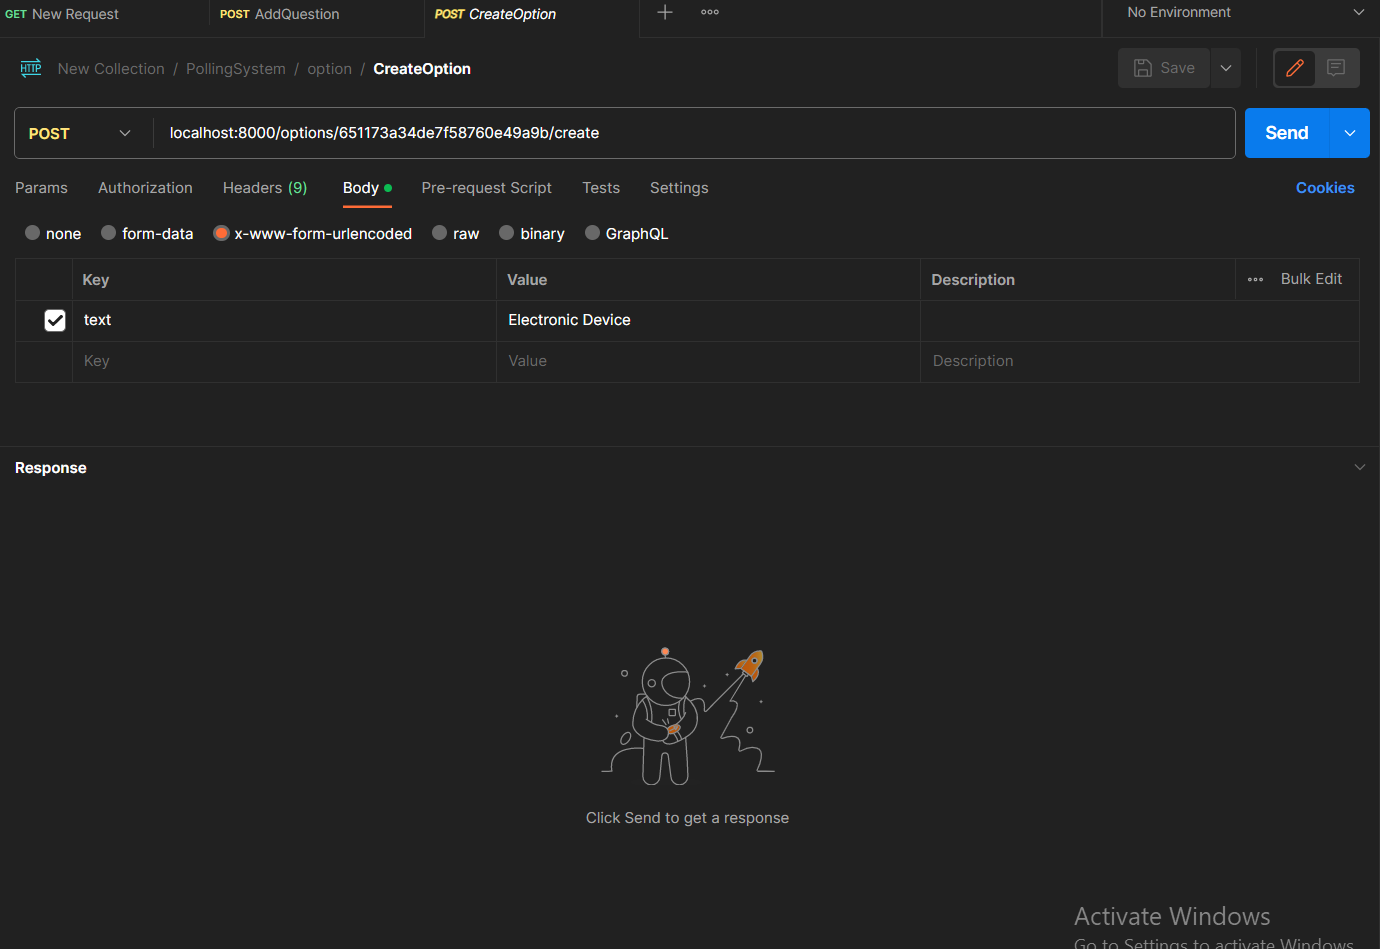 GET New Request POST AddQuestion POST CreateOption No Environment
HTTP New Collection / PollingSystem / option / CreateOption Save
POST localhost:8000/options/651173a34de7f58760e49a9b/create Send
Params Authorization Headers (9) Body Pre-request Script Tests Settings Cookies
none form-data x-www-form-urlencoded raw binary GraphQL
Key Value Description Bulk Edit
text Electronic Device
Key Value Description
Response
Click Send to get a response
Activate Windows
Go to Settings to activate Windows.